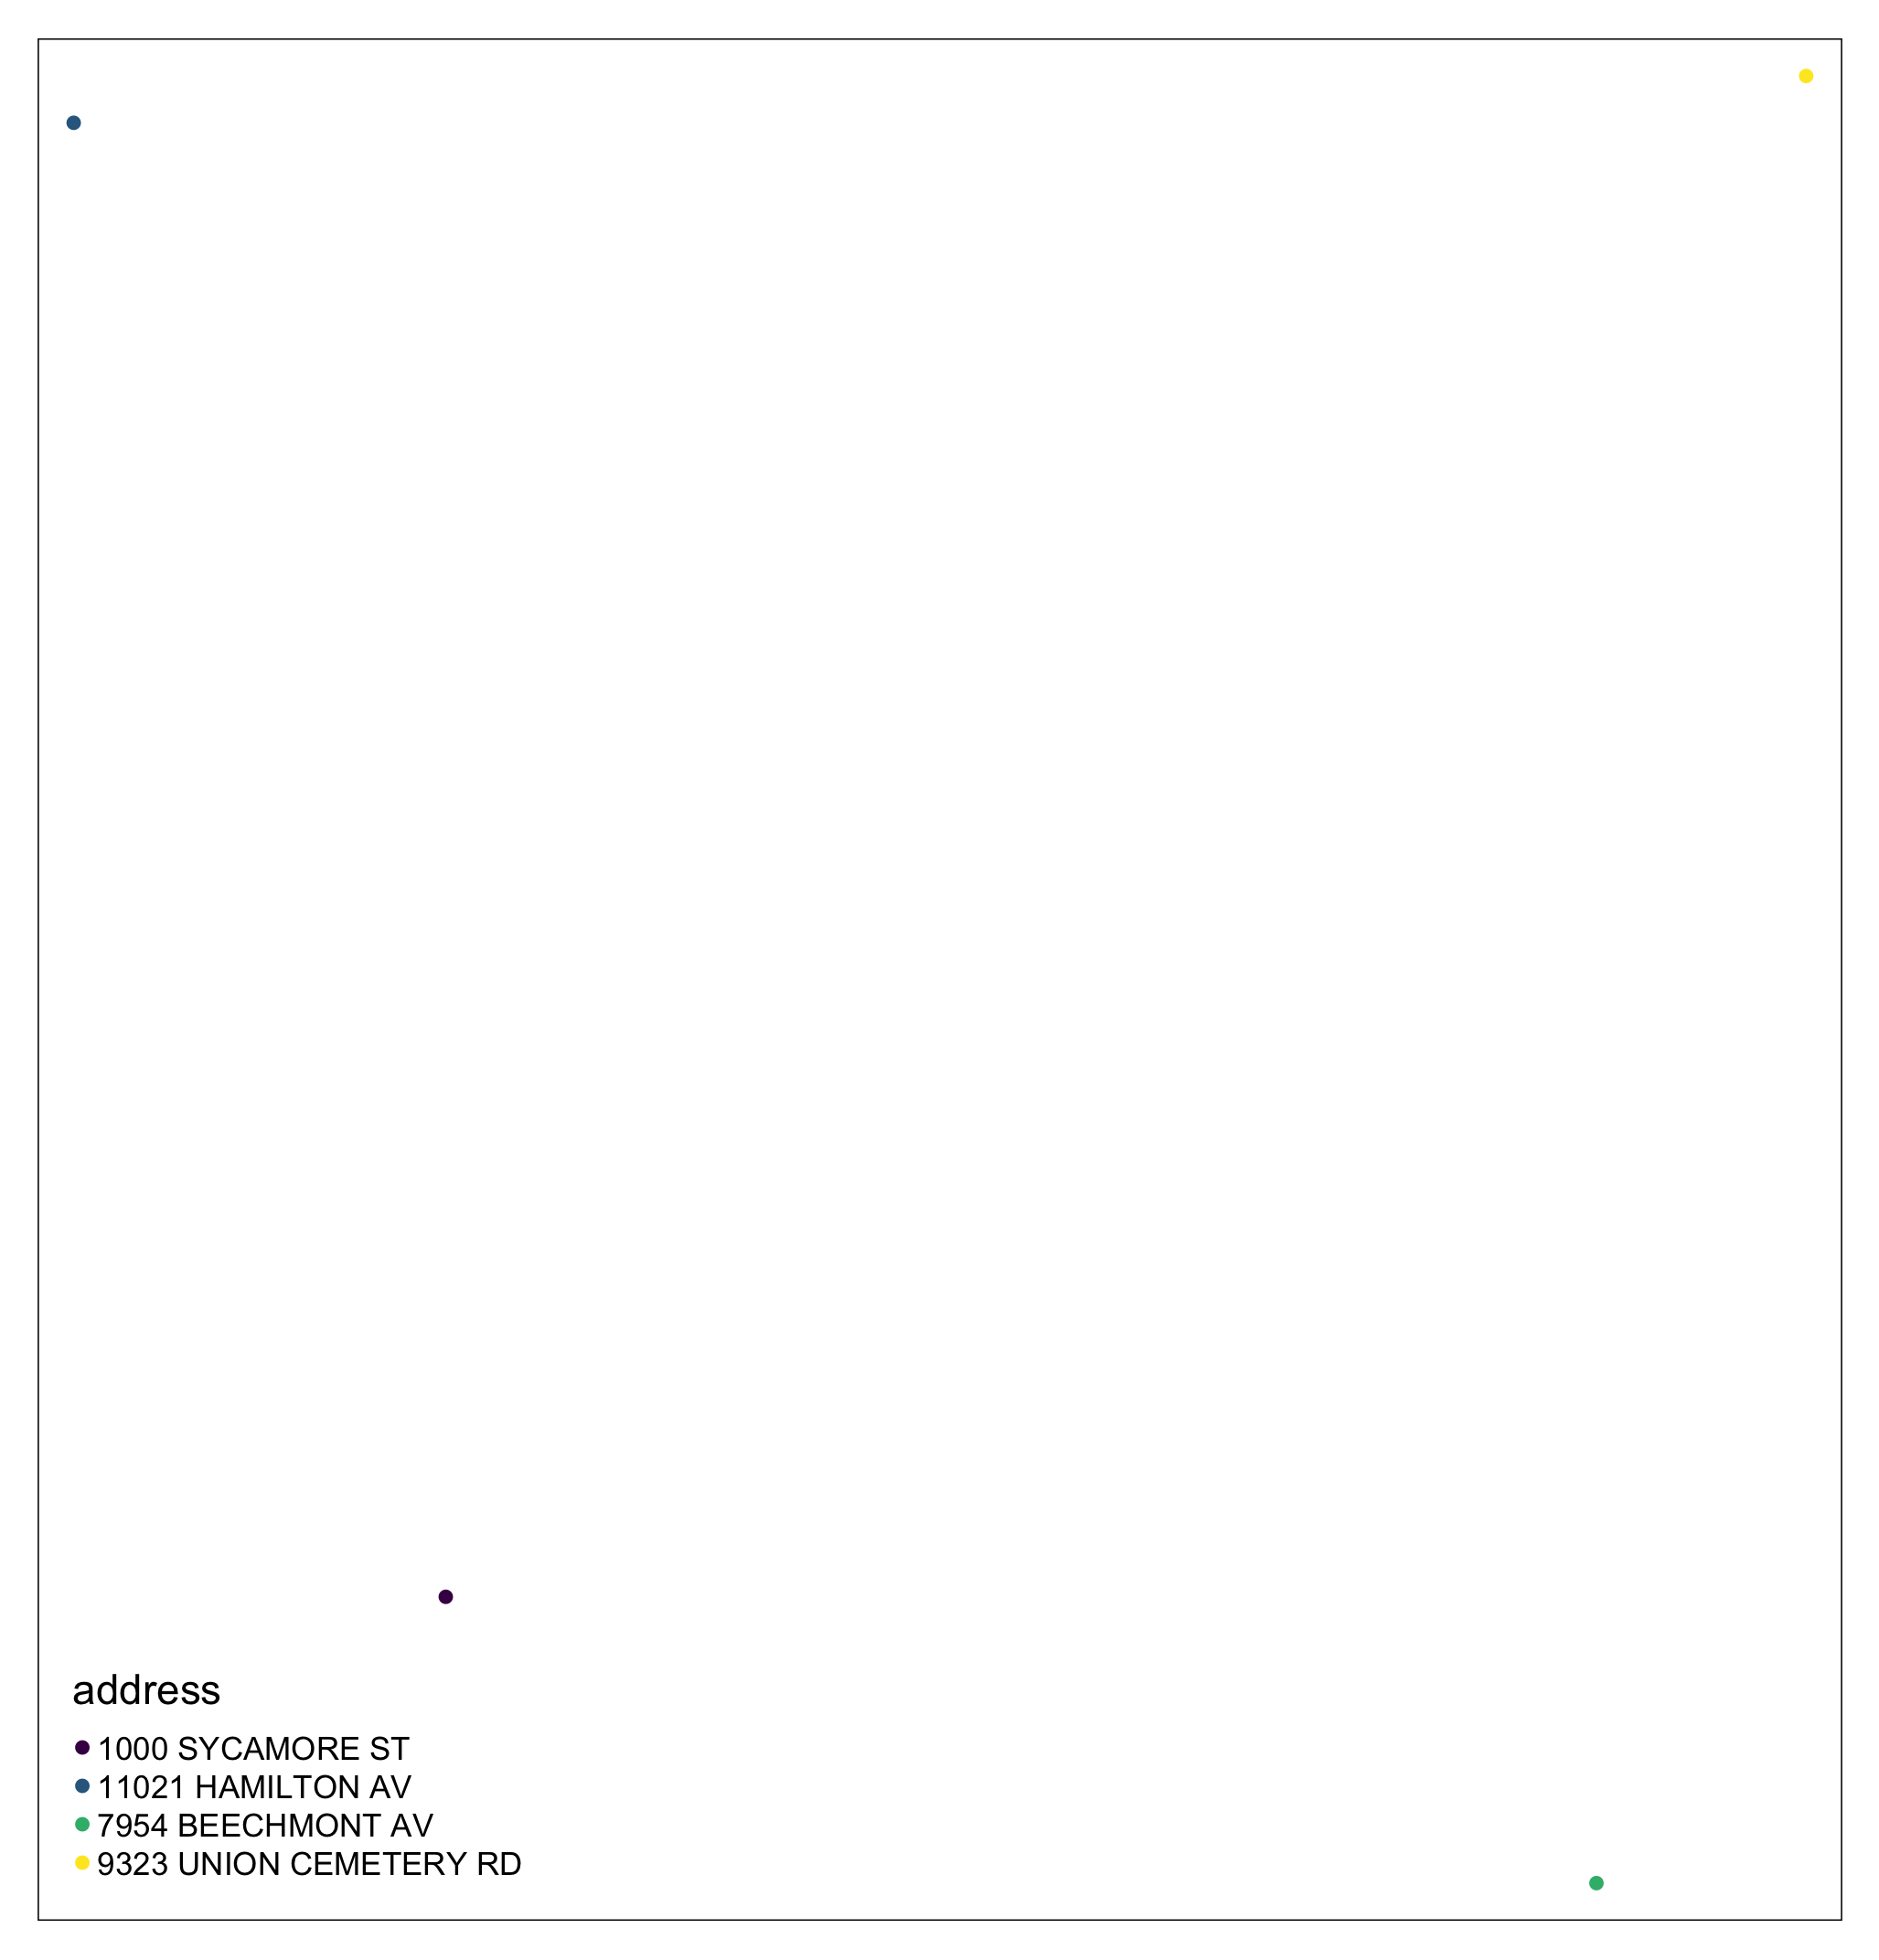 address
1000 SYCAMORE ST
11021 HAMILTON AV
7954 BEECHMONT AV
9323 UNION CEMETERY RD